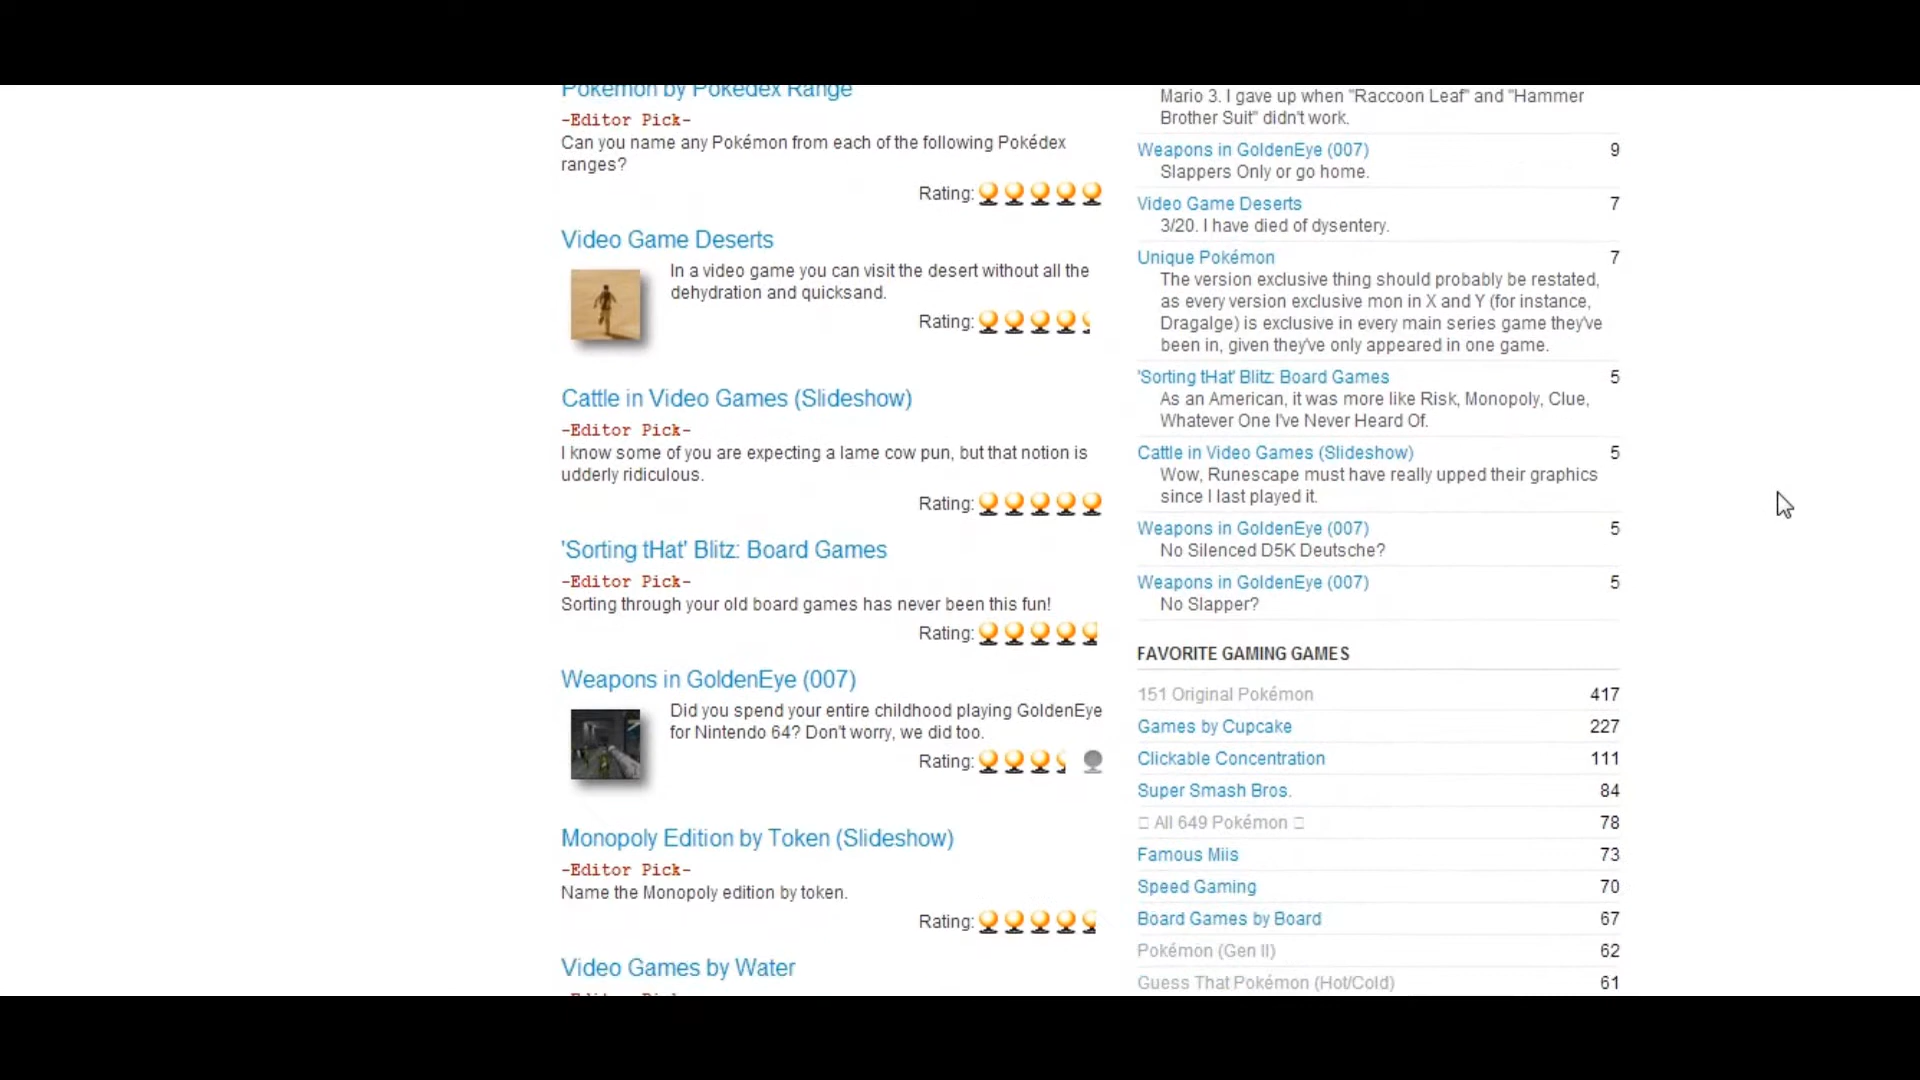 Pokémon by Pokédex Range
-Editor Pick-
Can you name any Pokémon from each of the following Pokédex
ranges?
Rating:
Video Game Deserts
In a video game you can visit the desert without all the
dehydration and quicksand.
Rating:
Cattle in Video Games (Slideshow)
-Editor Pick-
I know some of you are expecting a lame cow pun, but that notion is
udderly ridiculous.
Rating:
'Sorting tHat' Blitz: Board Games
-Editor Pick-
Sorting through your old board games has never been this fun!
Rating:
Weapons in GoldenEye (007)
Did you spend your entire childhood playing GoldenEye
for Nintendo 64? Don't worry, we did too.
Rating:
Monopoly Edition by Token (Slideshow)
-Editor Pick-
Name the Monopoly edition by token.
Rating:
Video Games by Water
-Editor Pick-
Mario 3. I gave up when "Raccoon Leaf" and "Hammer
Brother Suit" didn't work.
Weapons in GoldenEye (007) 9
Slappers Only or go home.
Video Game Deserts 7
3/20. I have died of dysentery.
Unique Pokémon 7
The version exclusive thing should probably be restated,
as every version exclusive mon in X and Y (for instance,
Dragalge) is exclusive in every main series game they've
been in, given they've only appeared in one game.
'Sorting tHat' Blitz: Board Games 5
As an American, it was more like Risk, Monopoly, Clue,
Whatever One I've Never Heard Of.
Cattle in Video Games (Slideshow) 5
Wow, Runescape must have really upped their graphics
since I last played it.
Weapons in GoldenEye (007) 5
No Silenced D5K Deutsche?
Weapons in GoldenEye (007) 5
No Slapper?
FAVORITE GAMING GAMES
151 Original Pokémon 417
Games by Cupcake 227
Clickable Concentration 111
Super Smash Bros. 84
□ All 649 Pokémon □ 78
Famous Miis 73
Speed Gaming 70
Board Games by Board 67
Pokémon (Gen II) 62
Guess That Pokémon (Hot/Cold) 61